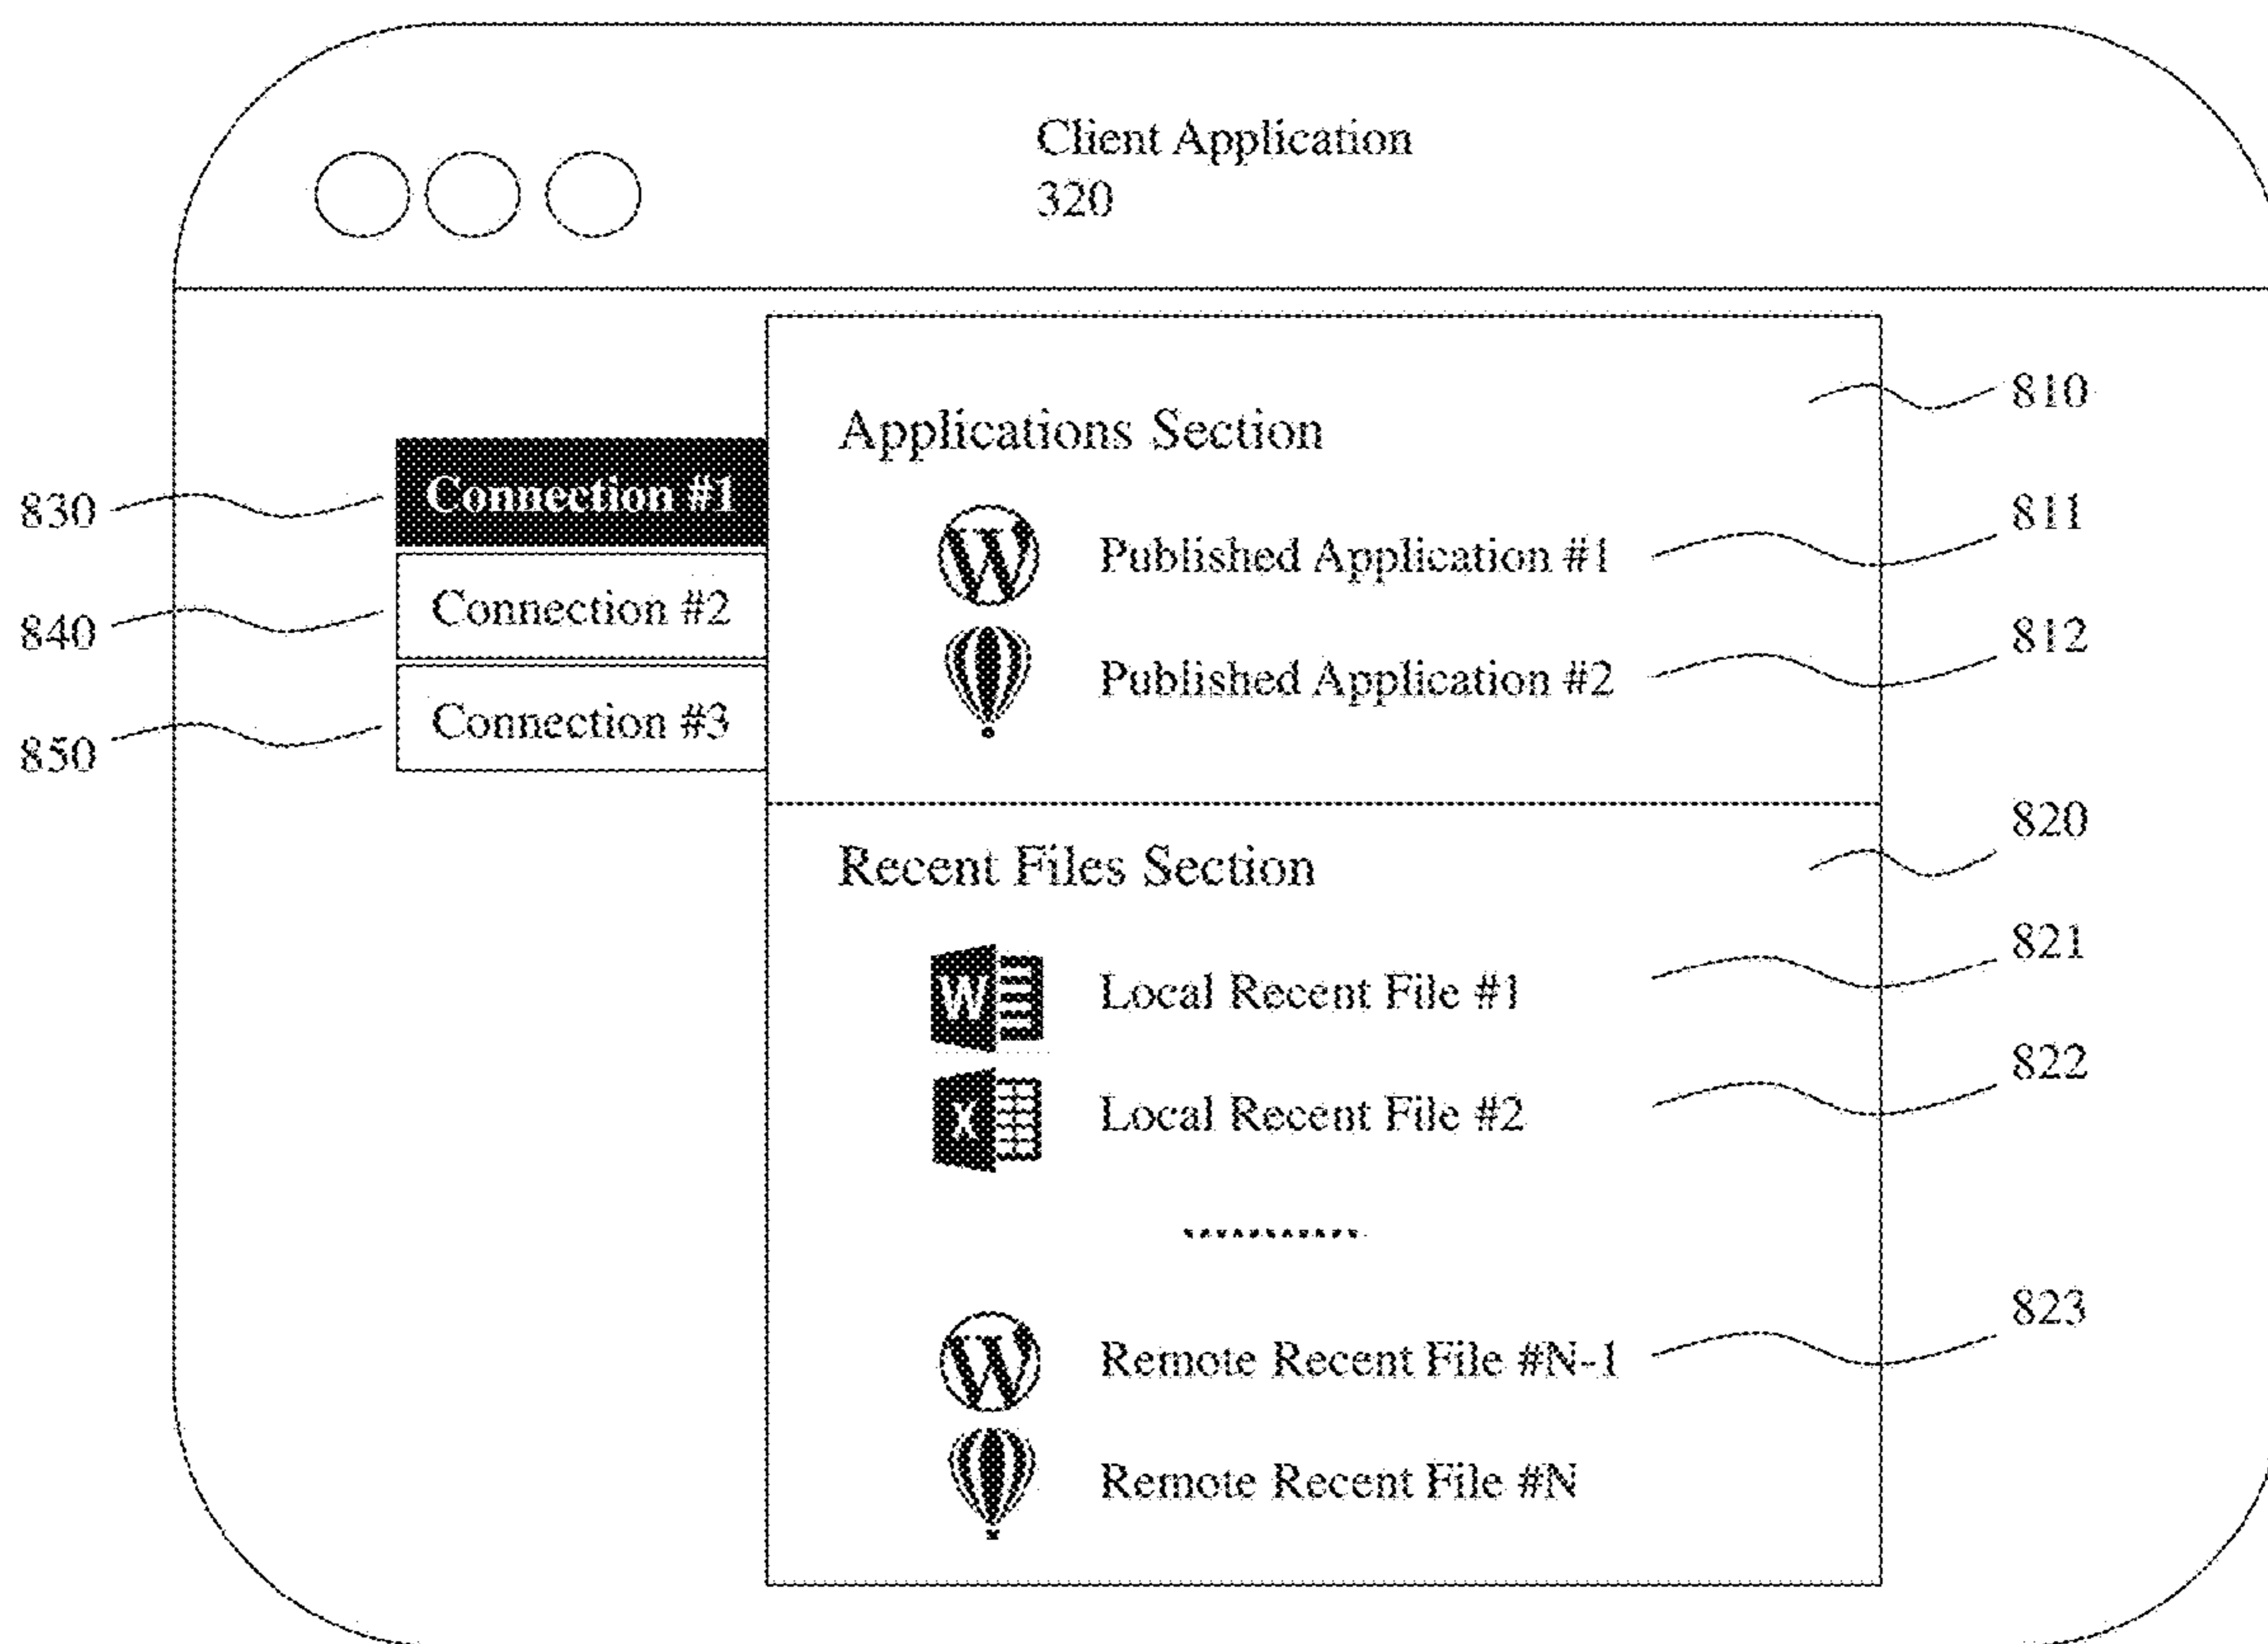 Client Application
320
830
840
850
Connection #1
Connection #2
Connection #3
Applications Section
810
W Published Application #1
811
Published Application #2
812
Recent Files Section
820
W Local Recent File #1
821
X Local Recent File #2
822
..........
W Remote Recent File #N-1
823
Remote Recent File #N